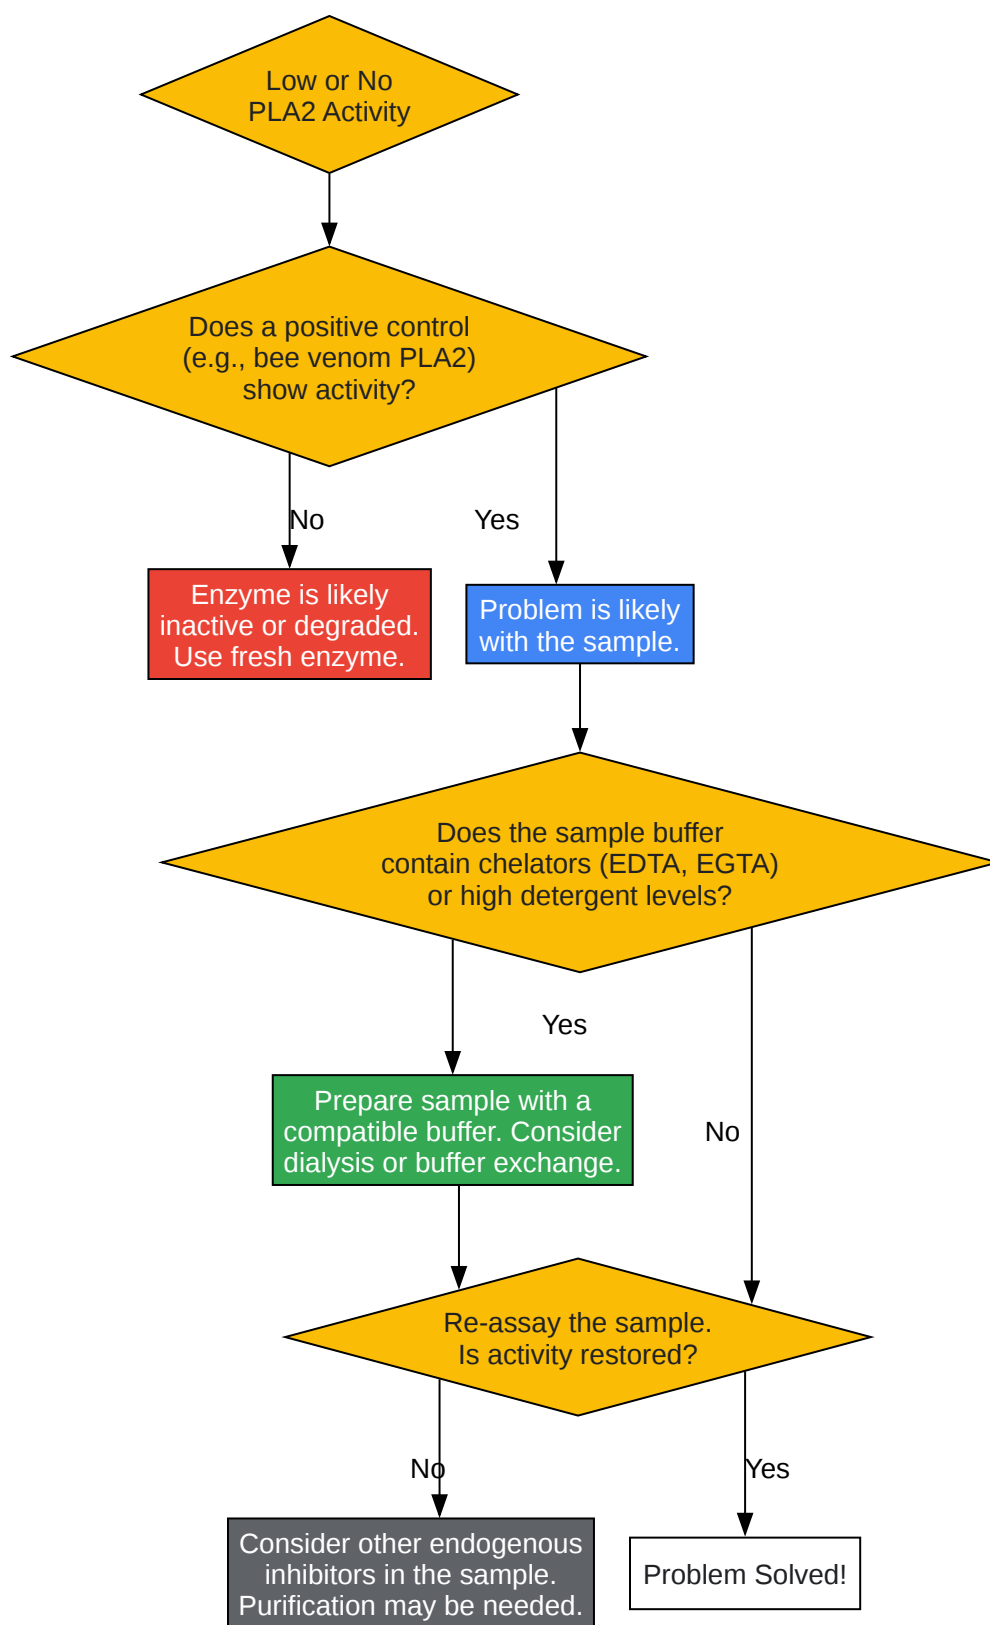 Low or No
PLA2 Activity
Does a positive control
(e.g., bee venom PLA2)
show activity?
No
Yes
Enzyme is likely
inactive or degraded.
Use fresh enzyme.
Problem is likely
with the sample.
Does the sample buffer
contain chelators (EDTA, EGTA)
or high detergent levels?
Yes
Prepare sample with a
compatible buffer. Consider
dialysis or buffer exchange.
No
Re-assay the sample.
Is activity restored?
No
Yes
Consider other endogenous
inhibitors in the sample.
Purification may be needed.
Problem Solved!